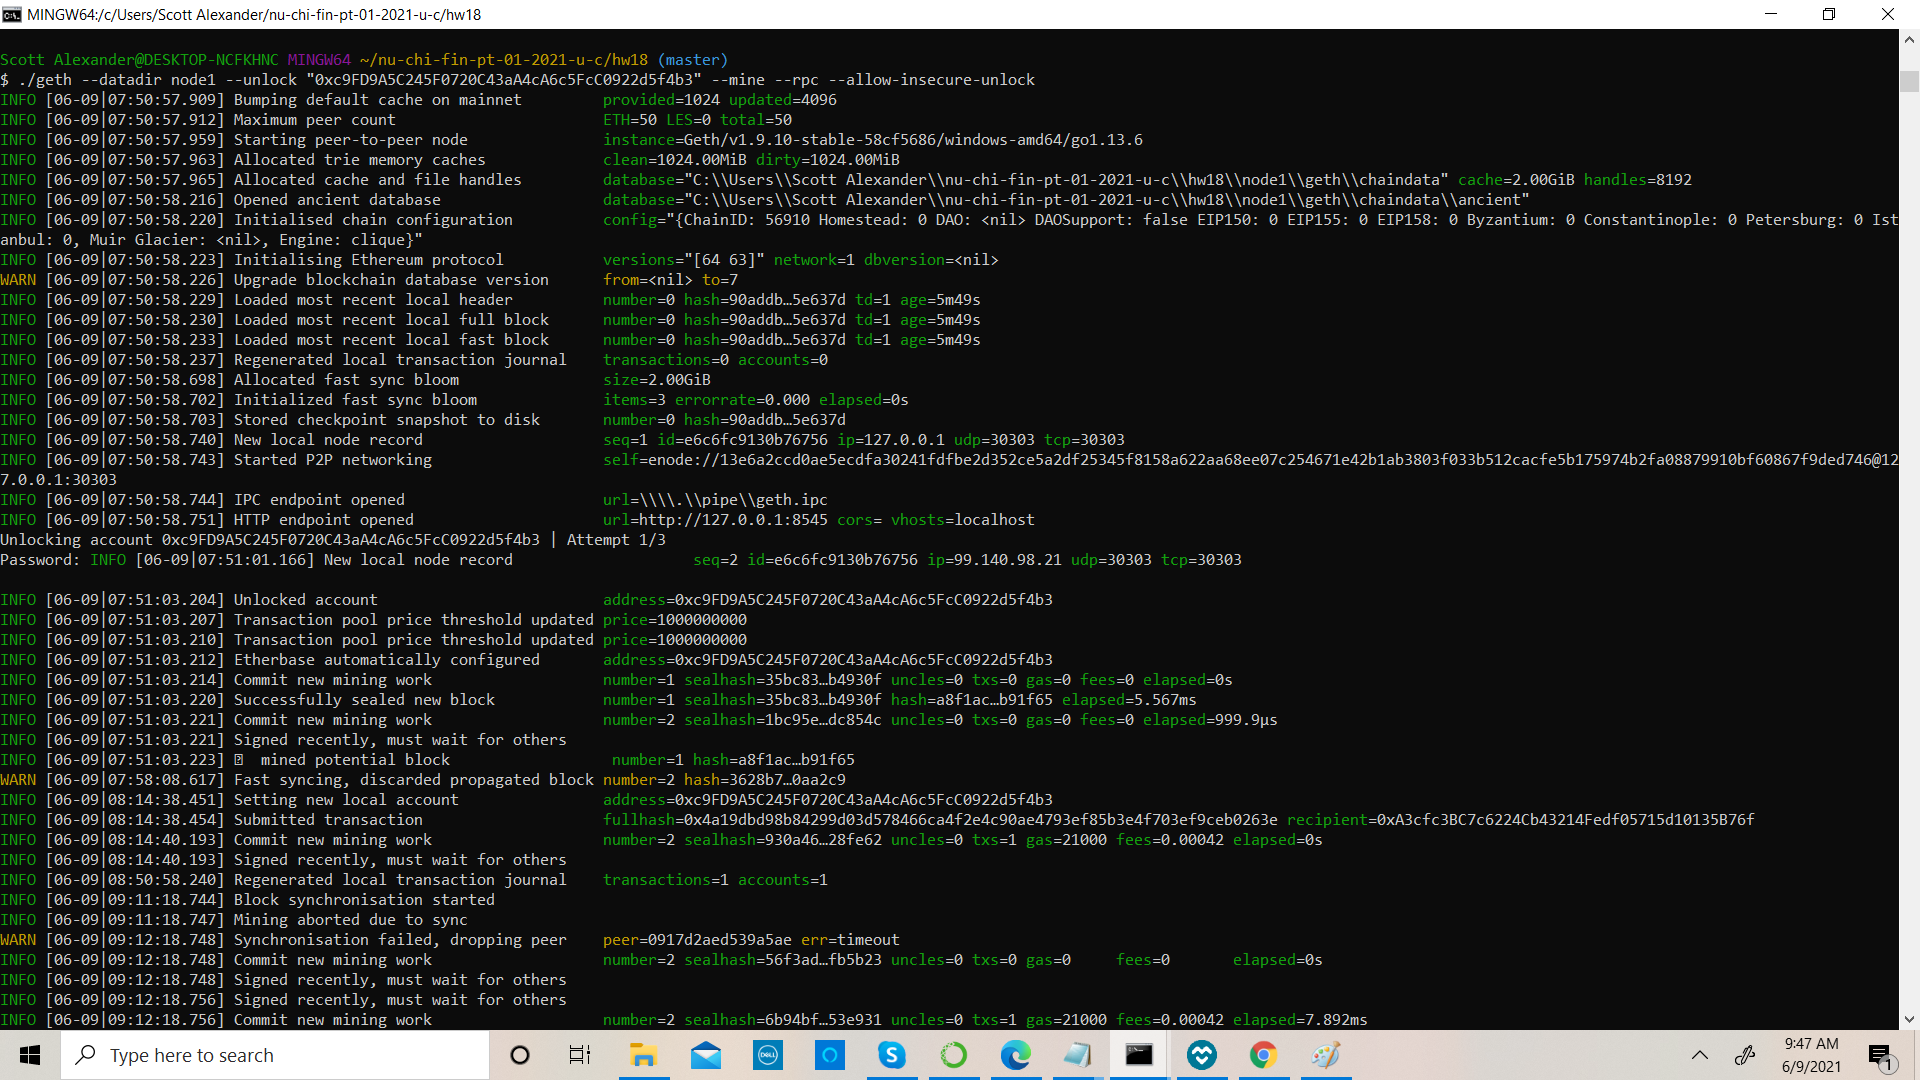 MINGW64:/c/Users/Scott Alexander/nu-chi-fin-pt-01-2021-u-c/hw18
Scott Alexander@DESKTOP-NCFKHNC MINGW64 ~/nu-chi-fin-pt-01-2021-u-c/hw18 (master)
$ ./geth --datadir node1 --unlock "0xc9FD9A5C245F0720C43aA4cA6c5FcC0922d5f4b3" --mine --rpc --allow-insecure-unlock
INFO [06-09|07:50:57.909] Bumping default cache on mainnet provided=1024 updated=4096
INFO [06-09|07:50:57.912] Maximum peer count ETH=50 LES=0 total=50
INFO [06-09|07:50:57.959] Starting peer-to-peer node instance=Geth/v1.9.10-stable-58cf5686/windows-amd64/go1.13.6
INFO [06-09|07:50:57.963] Allocated trie memory caches clean=1024.00MiB dirty=1024.00MiB
INFO [06-09|07:50:57.965] Allocated cache and file handles database="C:\\Users\\Scott Alexander\\nu-chi-fin-pt-01-2021-u-c\\hw18\\node1\\geth\\chaindata" cache=2.00GiB handles=8192
INFO [06-09|07:50:58.216] Opened ancient database database="C:\\Users\\Scott Alexander\\nu-chi-fin-pt-01-2021-u-c\\hw18\\node1\\geth\\chaindata\\ancient"
INFO [06-09|07:50:58.220] Initialised chain configuration config="{ChainID: 56910 Homestead: 0 DAO: <nil> DAOSupport: false EIP150: 0 EIP155: 0 EIP158: 0 Byzantium: 0 Constantinople: 0 Petersburg: 0 Ist
anbul: 0, Muir Glacier: <nil>, Engine: clique}"
INFO [06-09|07:50:58.223] Initialising Ethereum protocol versions="[64 63]" network=1 dbversion=<nil>
WARN [06-09|07:50:58.226] Upgrade blockchain database version from=<nil> to=7
INFO [06-09|07:50:58.229] Loaded most recent local header number=0 hash=90addb…5e637d td=1 age=5m49s
INFO [06-09|07:50:58.230] Loaded most recent local full block number=0 hash=90addb…5e637d td=1 age=5m49s
INFO [06-09|07:50:58.233] Loaded most recent local fast block number=0 hash=90addb…5e637d td=1 age=5m49s
INFO [06-09|07:50:58.237] Regenerated local transaction journal transactions=0 accounts=0
INFO [06-09|07:50:58.698] Allocated fast sync bloom size=2.00GiB
INFO [06-09|07:50:58.702] Initialized fast sync bloom items=3 errorrate=0.000 elapsed=0s
INFO [06-09|07:50:58.703] Stored checkpoint snapshot to disk number=0 hash=90addb…5e637d
INFO [06-09|07:50:58.740] New local node record seq=1 id=e6c6fc9130b76756 ip=127.0.0.1 udp=30303 tcp=30303
INFO [06-09|07:50:58.743] Started P2P networking self=enode://13e6a2ccd0ae5ecdfa30241fdfbe2d352ce5a2df25345f8158a622aa68ee07c254671e42b1ab3803f033b512cacfe5b175974b2fa08879910bf60867f9ded746@12
7.0.0.1:30303
INFO [06-09|07:50:58.744] IPC endpoint opened url=\\\\.\\pipe\\geth.ipc
INFO [06-09|07:50:58.751] HTTP endpoint opened url=http://127.0.0.1:8545 cors= vhosts=localhost
Unlocking account 0xc9FD9A5C245F0720C43aA4cA6c5FcC0922d5f4b3 | Attempt 1/3
Password: INFO [06-09|07:51:01.166] New local node record seq=2 id=e6c6fc9130b76756 ip=99.140.98.21 udp=30303 tcp=30303
INFO [06-09|07:51:03.204] Unlocked account address=0xc9FD9A5C245F0720C43aA4cA6c5FcC0922d5f4b3
INFO [06-09|07:51:03.207] Transaction pool price threshold updated price=1000000000
INFO [06-09|07:51:03.210] Transaction pool price threshold updated price=1000000000
INFO [06-09|07:51:03.212] Etherbase automatically configured address=0xc9FD9A5C245F0720C43aA4cA6c5FcC0922d5f4b3
INFO [06-09|07:51:03.214] Commit new mining work number=1 sealhash=35bc83…b4930f uncles=0 txs=0 gas=0 fees=0 elapsed=0s
INFO [06-09|07:51:03.220] Successfully sealed new block number=1 sealhash=35bc83…b4930f hash=a8f1ac…b91f65 elapsed=5.567ms
INFO [06-09|07:51:03.221] Commit new mining work number=2 sealhash=1bc95e…dc854c uncles=0 txs=0 gas=0 fees=0 elapsed=999.9µs
INFO [06-09|07:51:03.221] Signed recently, must wait for others
INFO [06-09|07:51:03.223] mined potential block number=1 hash=a8f1ac…b91f65
WARN [06-09|07:58:08.617] Fast syncing, discarded propagated block number=2 hash=3628b7…0aa2c9
INFO [06-09|08:14:38.451] Setting new local account address=0xc9FD9A5C245F0720C43aA4cA6c5FcC0922d5f4b3
INFO [06-09|08:14:38.454] Submitted transaction fullhash=0x4a19dbd98b84299d03d578466ca4f2e4c90ae4793ef85b3e4f703ef9ceb0263e recipient=0xA3cfc3BC7c6224Cb43214Fedf05715d10135B76f
INFO [06-09|08:14:40.193] Commit new mining work number=2 sealhash=930a46…28fe62 uncles=0 txs=1 gas=21000 fees=0.00042 elapsed=0s
INFO [06-09|08:14:40.193] Signed recently, must wait for others
INFO [06-09|08:50:58.240] Regenerated local transaction journal transactions=1 accounts=1
INFO [06-09|09:11:18.744] Block synchronisation started
INFO [06-09|09:11:18.747] Mining aborted due to sync
WARN [06-09|09:12:18.748] Synchronisation failed, dropping peer peer=0917d2aed539a5ae err=timeout
INFO [06-09|09:12:18.748] Commit new mining work number=2 sealhash=56f3ad…fb5b23 uncles=0 txs=0 gas=0 fees=0 elapsed=0s
INFO [06-09|09:12:18.748] Signed recently, must wait for others
INFO [06-09|09:12:18.756] Signed recently, must wait for others
INFO [06-09|09:12:18.756] Commit new mining work number=2 sealhash=6b94bf…53e931 uncles=0 txs=1 gas=21000 fees=0.00042 elapsed=7.892ms
Type here to search
DELL
9:47 AM
6/9/2021
1